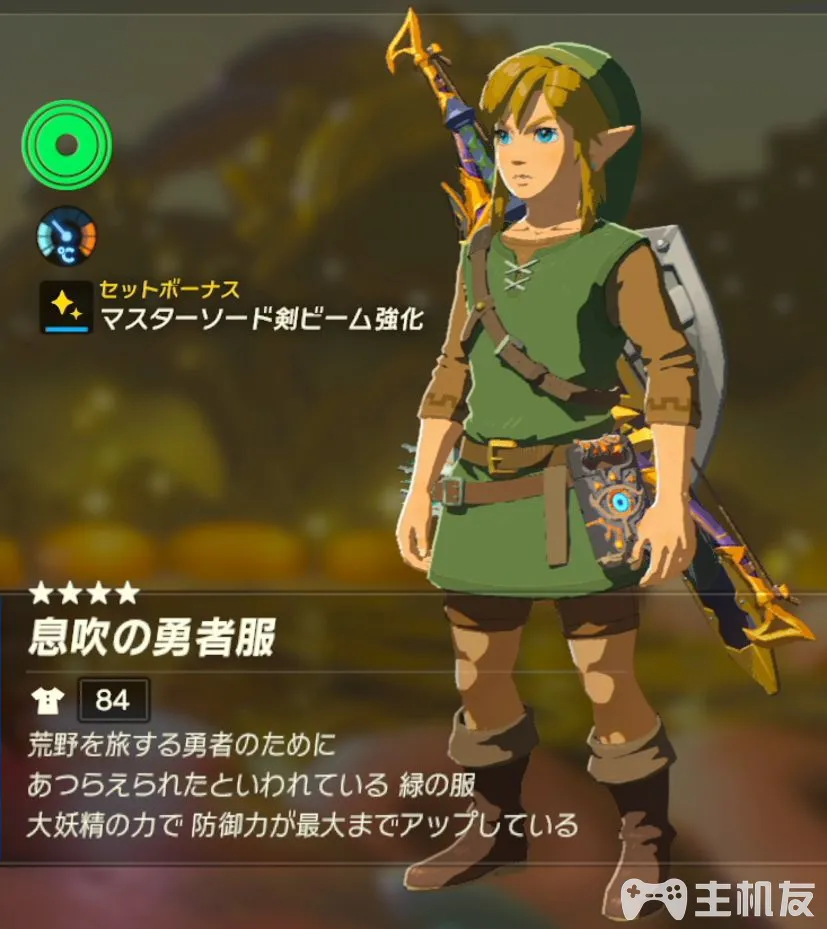 ℃
セットボーナス
マスターソード剣ビーム強化
★★★★
息吹の勇者服
84
荒野を旅する勇者のために
あつらえられたといわれている 緑の服
大妖精の力で 防御力が最大までアップしている
主机友